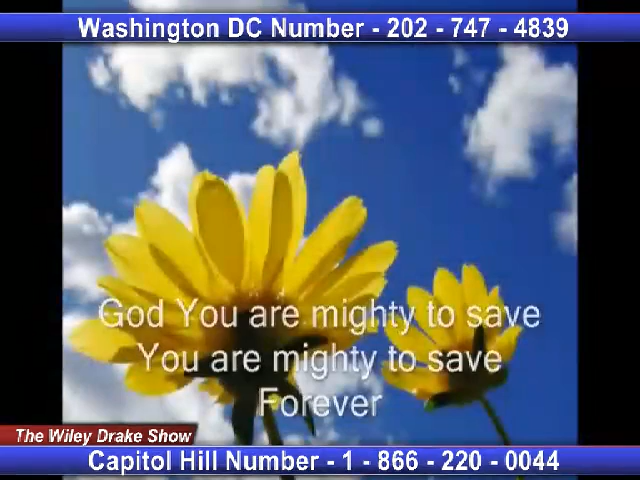 Washington DC Number - 202 - 747 - 4839
God You are mighty to save
You are mighty to save
Forever
The Wiley Drake Show
Capitol Hill Number - 1 - 866 - 220 - 0044